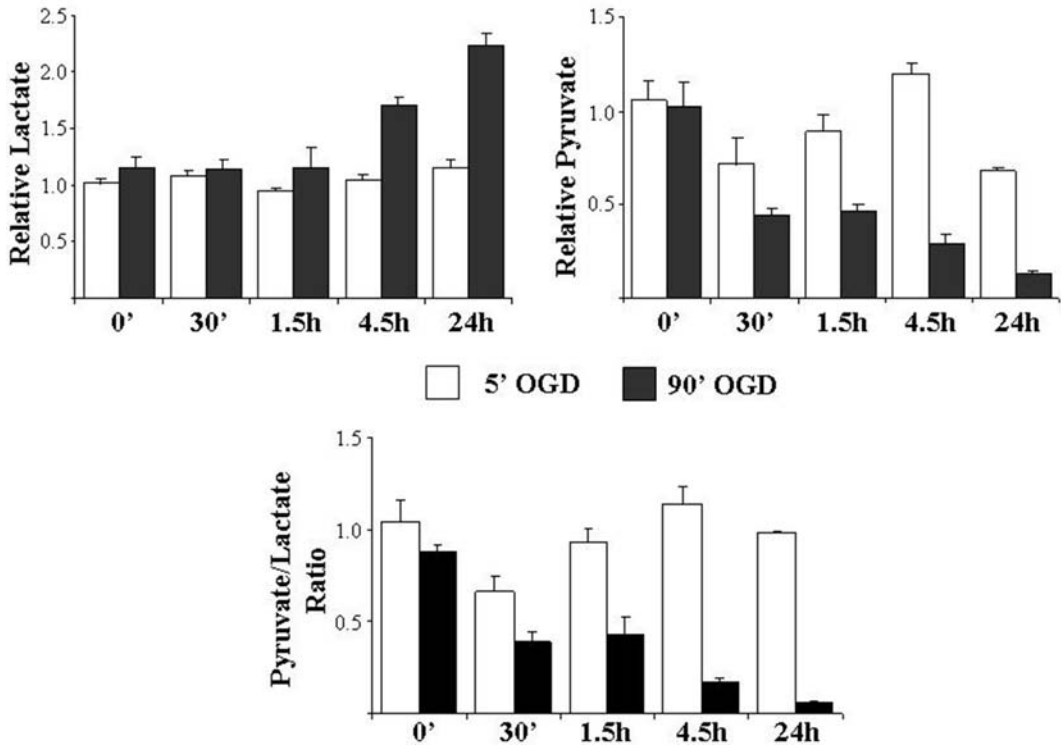 Relative Lactate
2.5
2.0
1.5
1.0
0.5
0' 30' 1.5h 4.5h 24h
Relative Pyruvate
1.5
1.0
0.5
0' 30' 1.5h 4.5h 24h
5' OGD 90' OGD
Pyruvate/Lactate
Ratio
1.5
1.0
0.5
0' 30' 1.5h 4.5h 24h